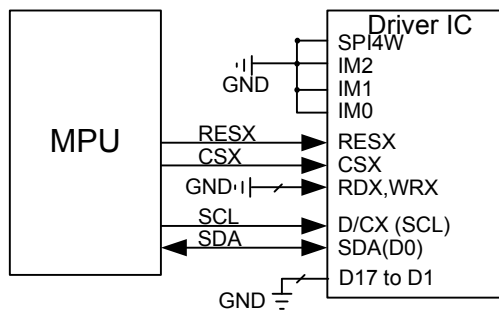 Driver IC
SPI4W
IM2
GND
IM1
IM0
MPU
RESX
RESX
CSX
CSX
GND
RDX,WRX
SCL
D/CX (SCL)
SDA
SDA(D0)
D17 to D1
GND